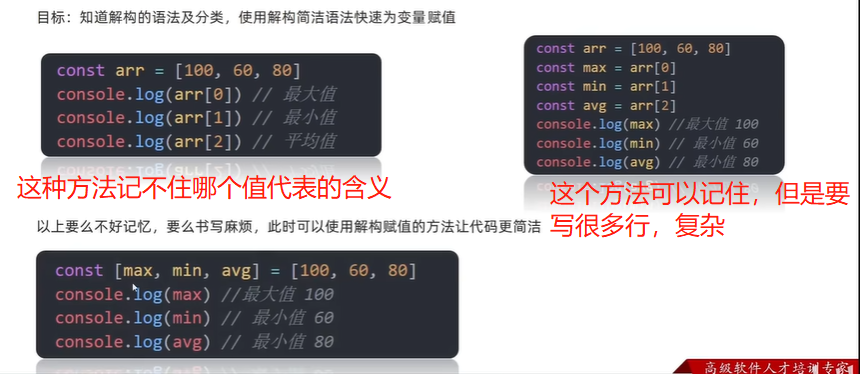 目标：知道解构的语法及分类，使用解构简洁语法快速为变量赋值
const arr = [100, 60, 80]
console.log(arr[0]) // 最大值
console.log(arr[1]) // 最小值
console.log(arr[2]) // 平均值
const arr = [100, 60, 80]
const max = arr[0]
const min = arr[1]
const avg = arr[2]
console.log(max) //最大值 100
console.log(min) // 最小值 60
console.log(avg) // 最小值 80
这种方法记不住哪个值代表的含义
这个方法可以记住，但是要
写很多行，复杂
以上要么不好记忆，要么书写麻烦，此时可以使用解构赋值的方法让代码更简洁
const [max, min, avg] = [100, 60, 80]
console.log(max) //最大值 100
console.log(min) // 最小值 60
console.log(avg) // 最小值 80
高级软件人才培训专家